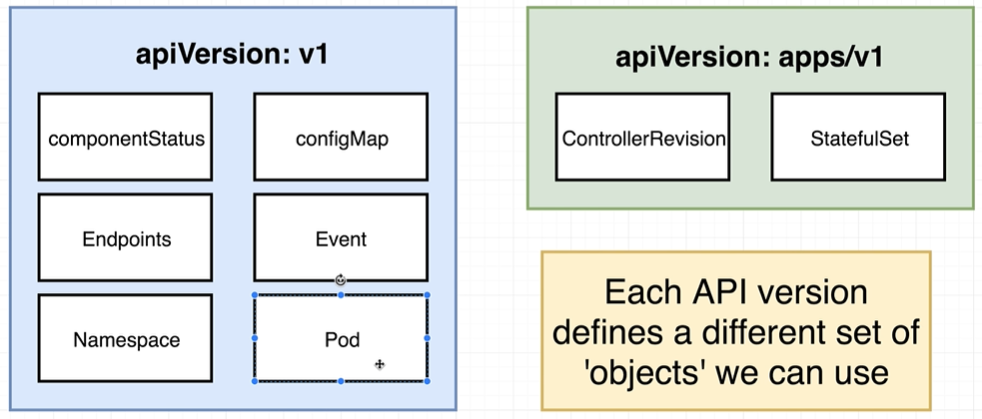 apiVersion: v1
componentStatus
configMap
Endpoints
Event
Namespace
Pod
apiVersion: apps/v1
ControllerRevision
StatefulSet
Each API version
defines a different set of
'objects' we can use